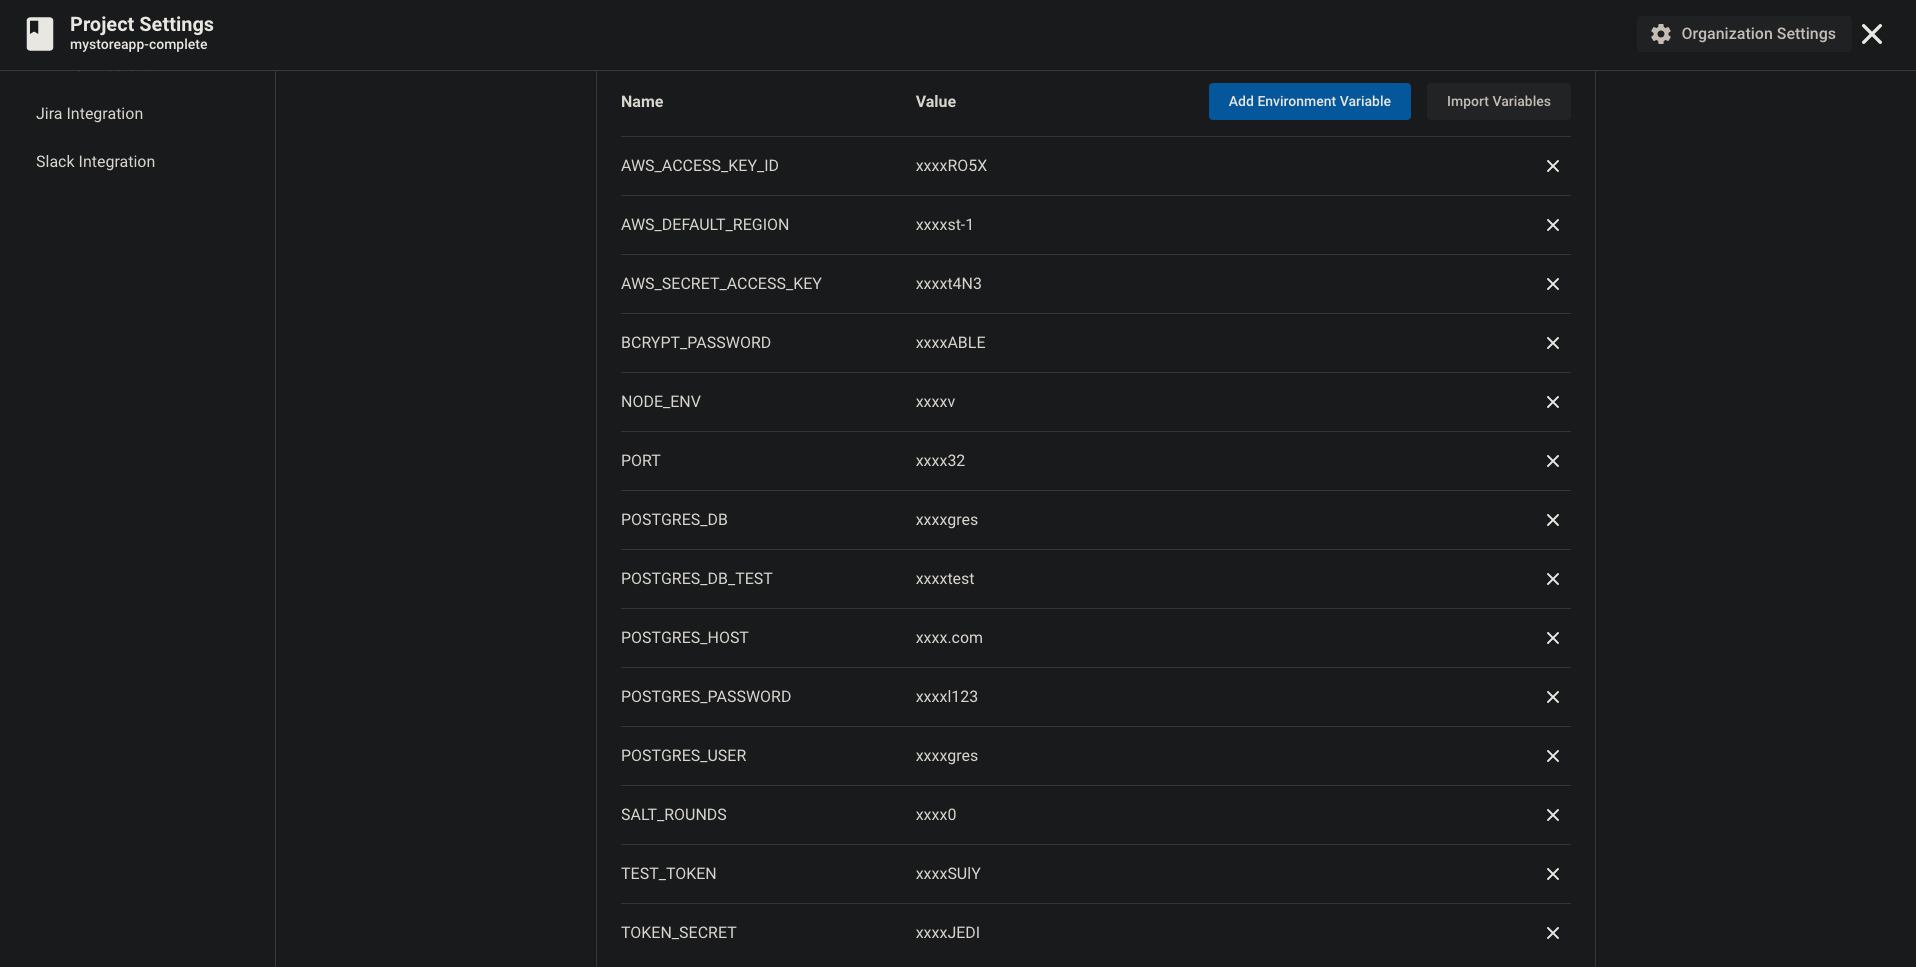 Project Settings
mystoreapp-complete
Organization Settings
Jira Integration
Slack Integration
Name Value Add Environment Variable Import Variables
AWS_ACCESS_KEY_ID xxxxRO5X
AWS_DEFAULT_REGION xxxxst-1
AWS_SECRET_ACCESS_KEY xxxxt4N3
BCRYPT_PASSWORD xxxxABLE
NODE_ENV xxxxv
PORT xxxx32
POSTGRES_DB xxxxgres
POSTGRES_DB_TEST xxxxtest
POSTGRES_HOST xxxx.com
POSTGRES_PASSWORD xxxxl123
POSTGRES_USER xxxxgres
SALT_ROUNDS xxxx0
TEST_TOKEN xxxxSUlY
TOKEN_SECRET xxxxJEDI